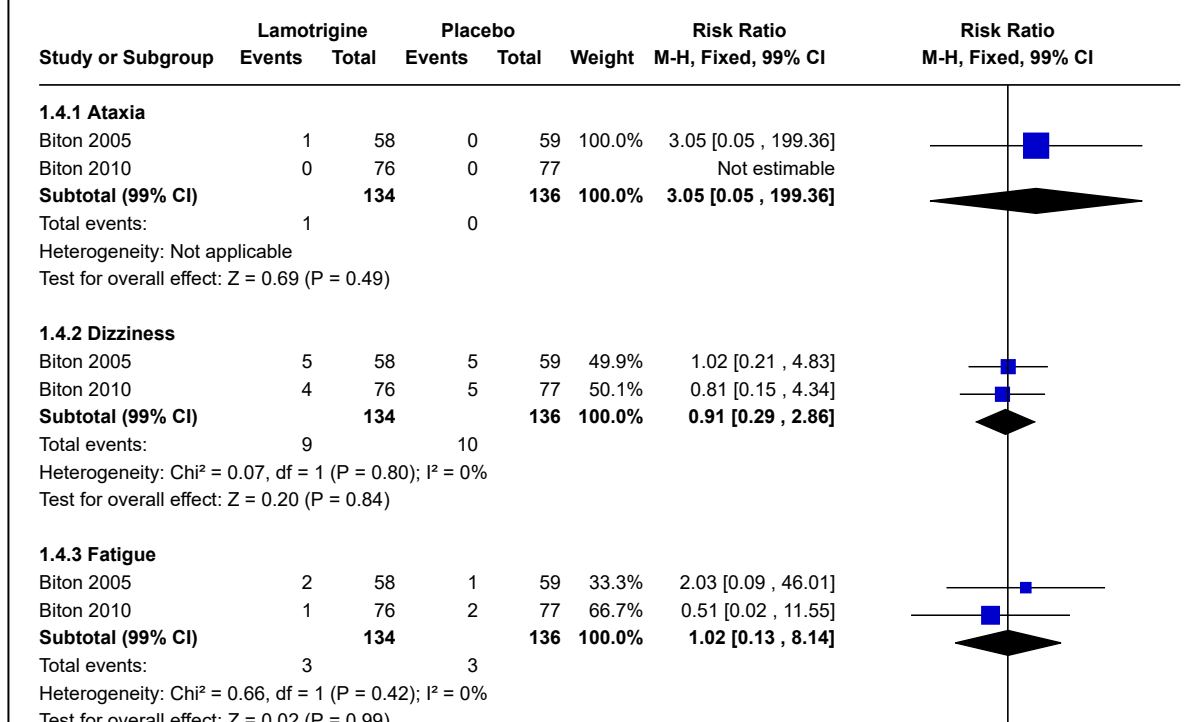 Lamotrigine Placebo Risk Ratio Risk Ratio
Study or Subgroup Events Total Events Total Weight M-H, Fixed, 99% CI M-H, Fixed, 99% CI
1.4.1 Ataxia
Biton 2005 1 58 0 59 100.0% 3.05 [0.05 , 199.36]
Biton 2010 0 76 0 77 Not estimable
Subtotal (99% CI) 134 136 100.0% 3.05 [0.05 , 199.36]
Total events: 1 0
Heterogeneity: Not applicable
Test for overall effect: Z = 0.69 (P = 0.49)
1.4.2 Dizziness
Biton 2005 5 58 5 59 49.9% 1.02 [0.21 , 4.83]
Biton 2010 4 76 5 77 50.1% 0.81 [0.15 , 4.34]
Subtotal (99% CI) 134 136 100.0% 0.91 [0.29 , 2.86]
Total events: 9 10
Heterogeneity: Chi² = 0.07, df = 1 (P = 0.80); I² = 0%
Test for overall effect: Z = 0.20 (P = 0.84)
1.4.3 Fatigue
Biton 2005 2 58 1 59 33.3% 2.03 [0.09 , 46.01]
Biton 2010 1 76 2 77 66.7% 0.51 [0.02 , 11.55]
Subtotal (99% CI) 134 136 100.0% 1.02 [0.13 , 8.14]
Total events: 3 3
Heterogeneity: Chi² = 0.66, df = 1 (P = 0.42); I² = 0%
Test for overall effect: Z = 0.02 (P = 0.99)